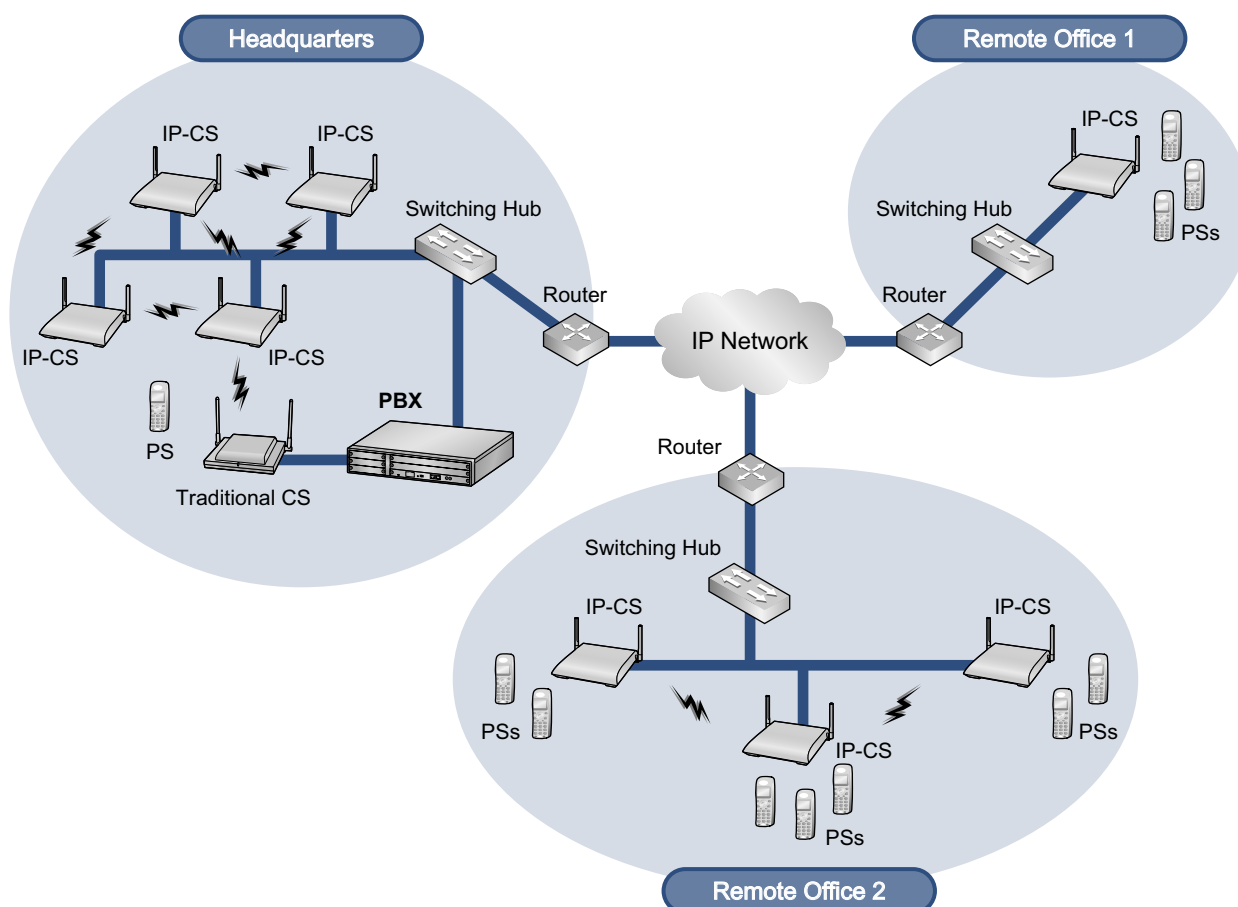 Headquarters
Remote Office 1
IP-CS
IP-CS
IP-CS
Switching Hub
Switching Hub
PSs
Router
Router
IP Network
IP-CS
IP-CS
PBX
PS
Router
Traditional CS
Switching Hub
IP-CS
IP-CS
PSs
PSs
IP-CS
PSs
Remote Office 2